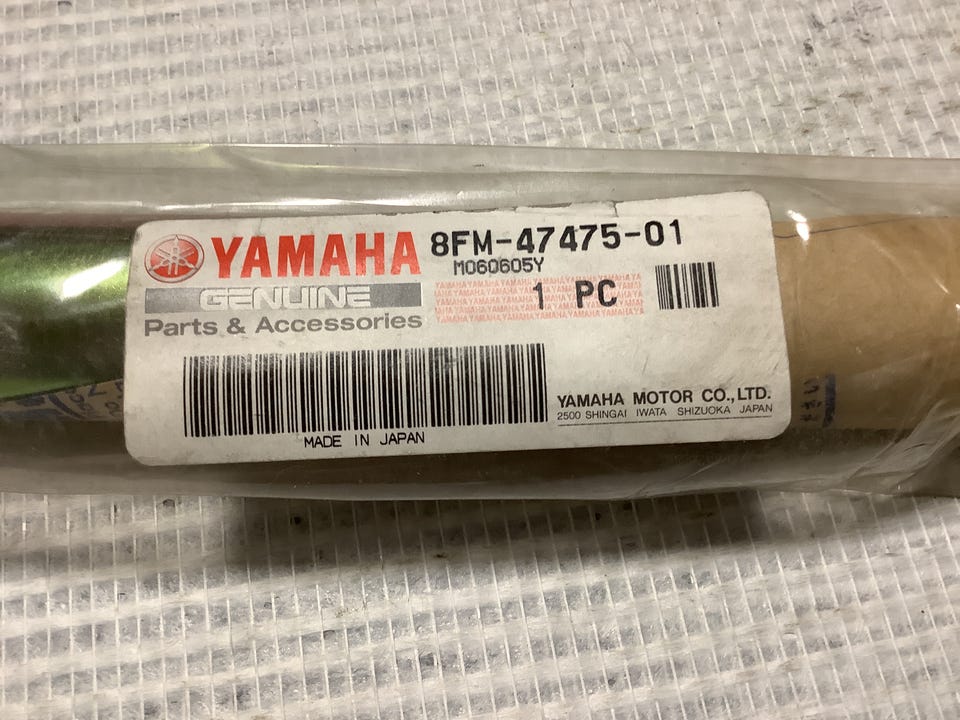 YAMAHA
GENUINE
Parts & Accessories
8FM-47475-01
M060605Y
1 PC
MADE IN JAPAN
YAMAHA MOTOR CO., LTD.
2500 SHINGAI IWATA SHIZUOKA JAPAN